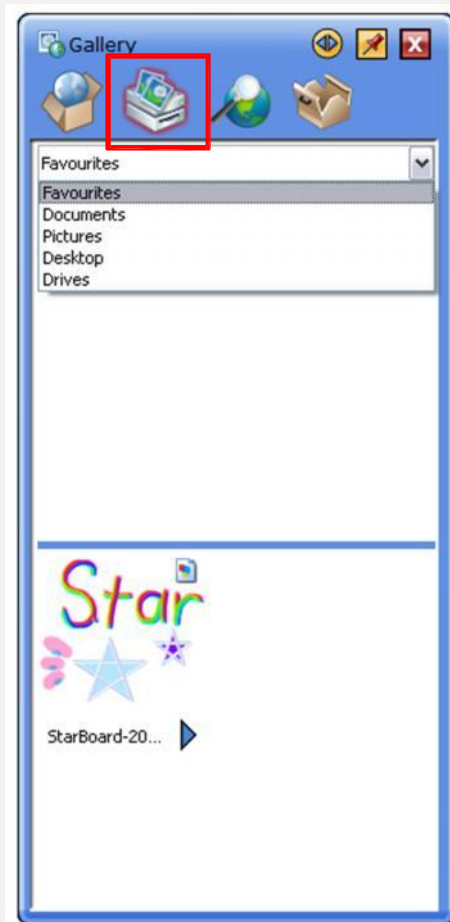 Gallery
Favourites
Favourites
Documents
Pictures
Desktop
Drives
Star
StarBoard-20...